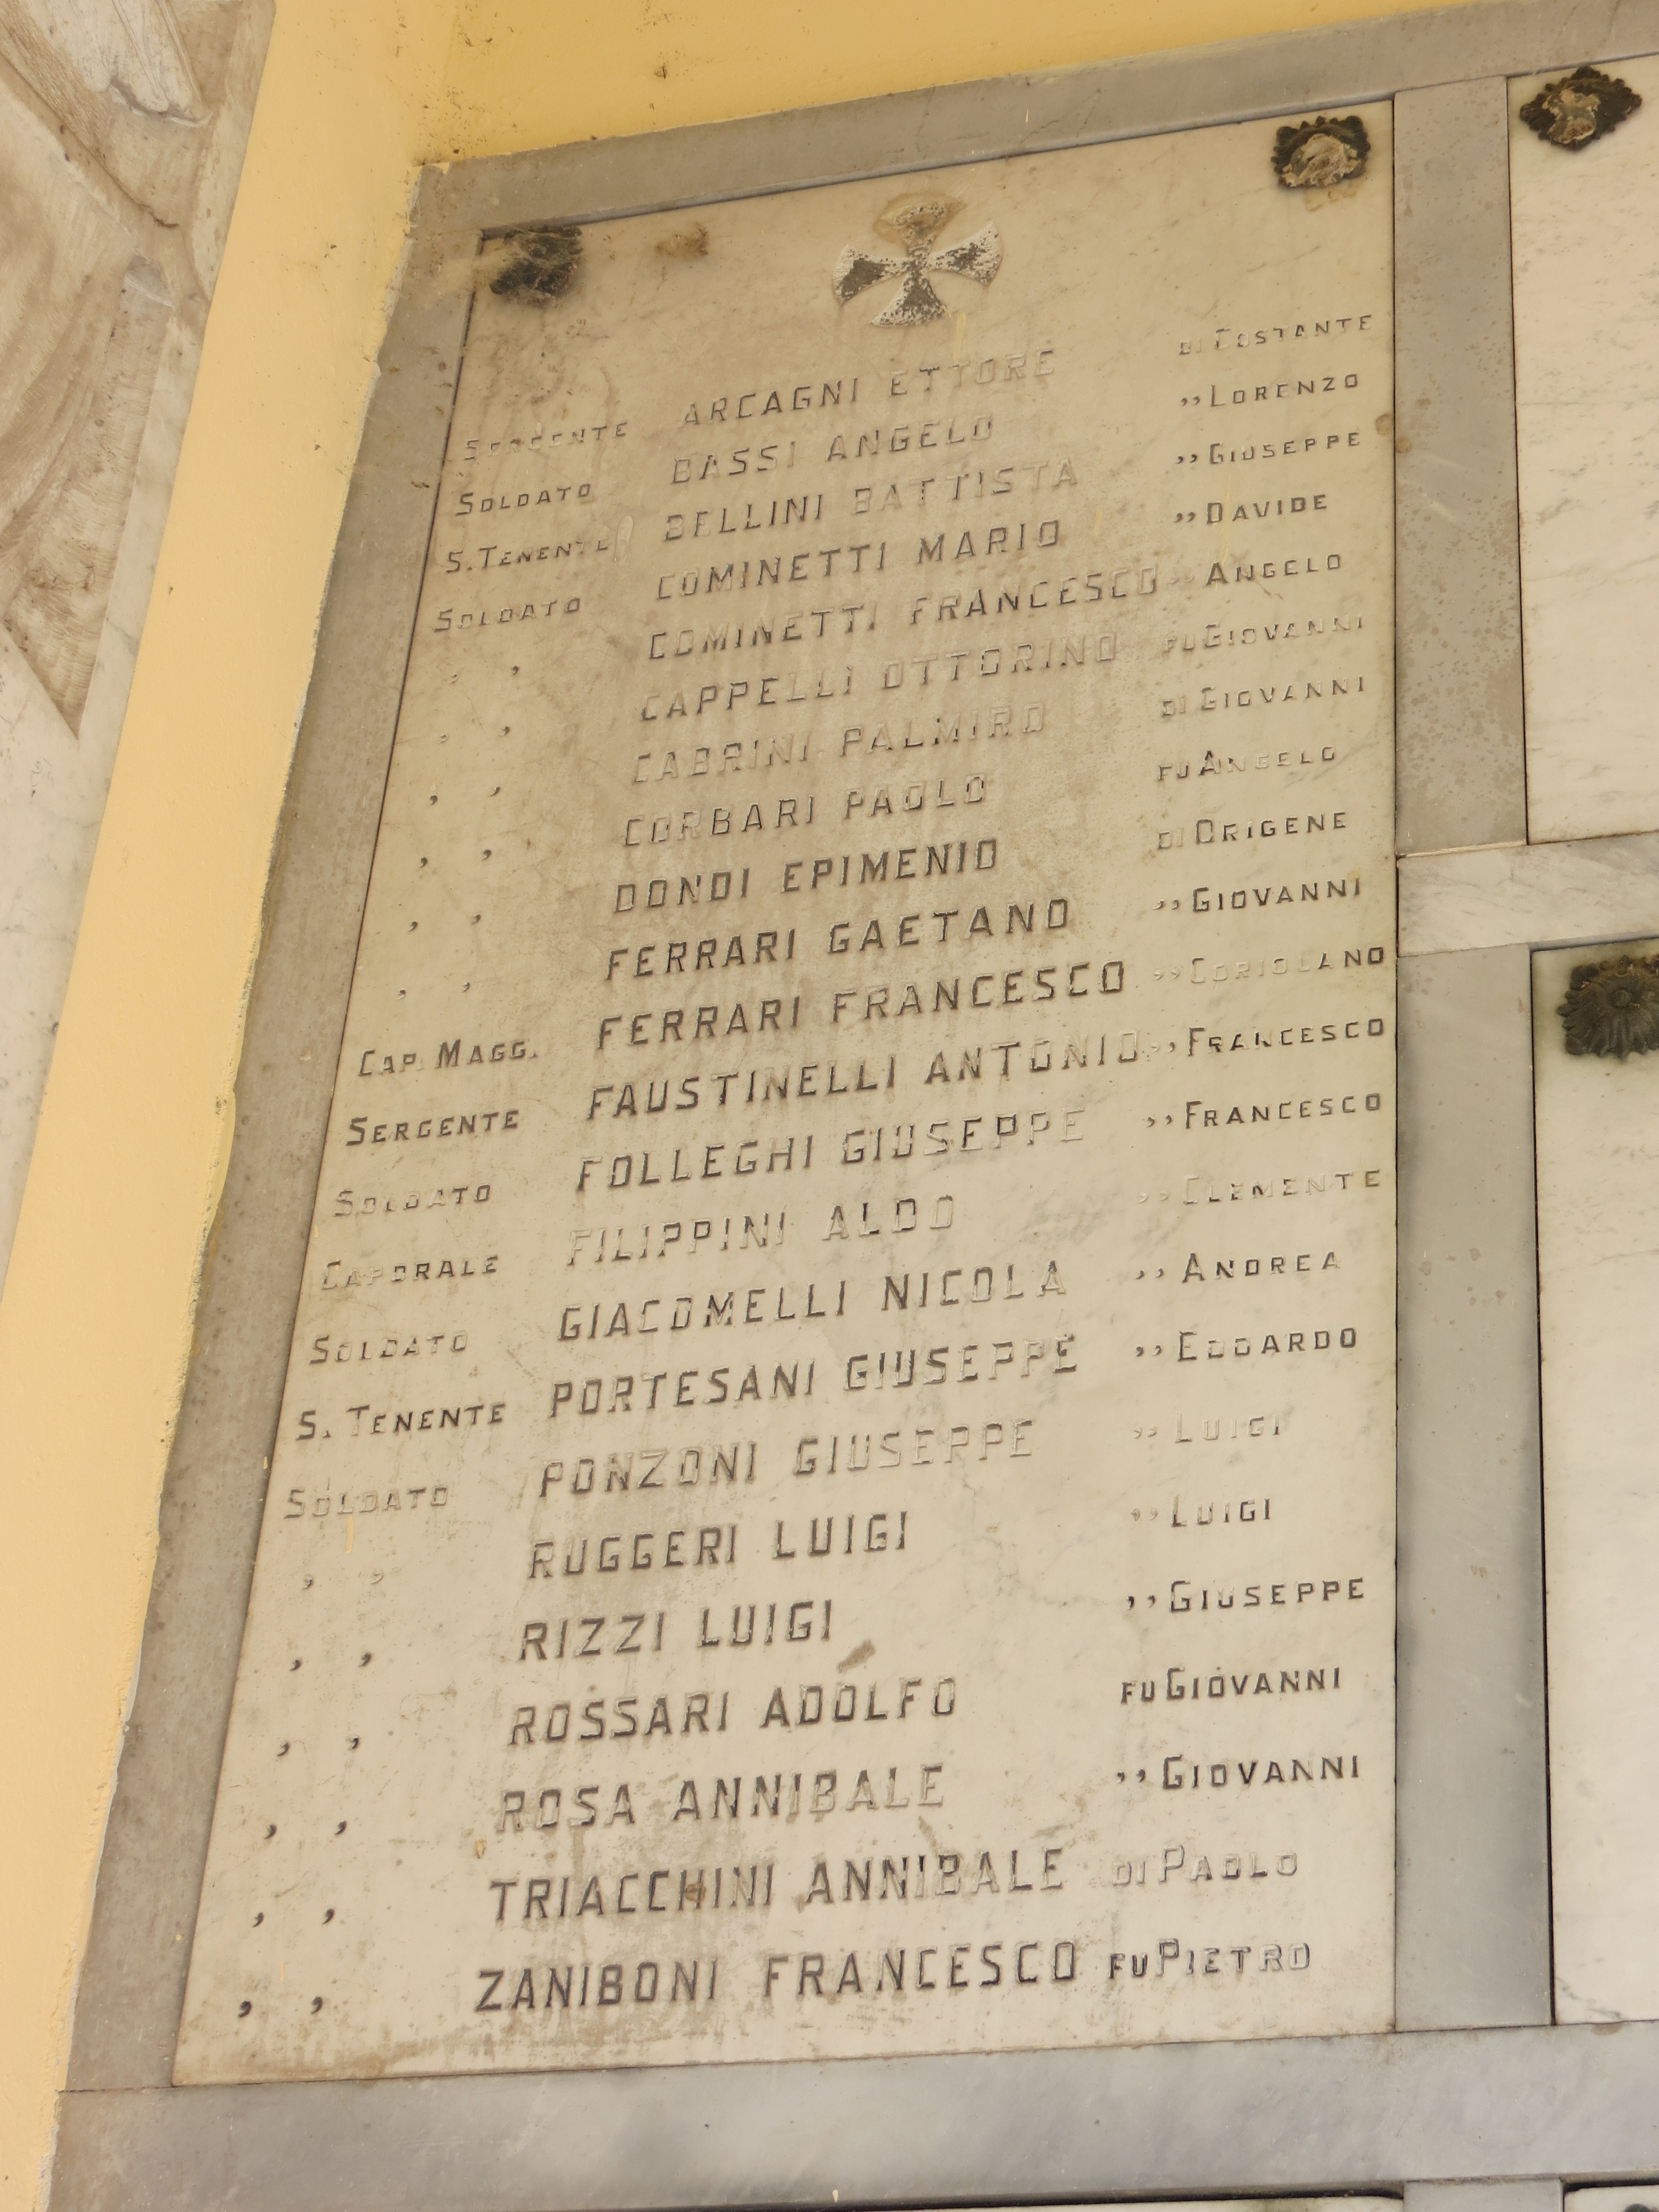 SERGENTE ARCAGNI ETTORE DI COSTANTE
SOLDATO BASSI ANGELO ,, LORENZO
S. TENENTE BELLINI BATTISTA ,, GIUSEPPE
SOLDATO COMINETTI MARIO ,, DAVIDE
, , COMINETTI FRANCESCO ,, ANGELO
, , CAPPELLI OTTORINO FU GIOVANNI
, , CABRINI PALMIRO DI GIOVANNI
, , CORBARI PAOLO FU ANGELO
, , DONDI EPIMENIO DI ORIGENE
, , FERRARI GAETANO ,, GIOVANNI
CAP. MAGG. FERRARI FRANCESCO ,, CORIOLANO
SERGENTE FAUSTINELLI ANTONIO ,, FRANCESCO
SOLDATO FOLLEGHI GIUSEPPE ,, FRANCESCO
CAPORALE FILIPPINI ALDO ,, CLEMENTE
SOLDATO GIACOMELLI NICOLA ,, ANDREA
S. TENENTE PORTESANI GIUSEPPE ,, EDOARDO
SOLDATO PONZONI GIUSEPPE ,, LUIGI
, , RUGGERI LUIGI ,, LUIGI
, , RIZZI LUIGI ,, GIUSEPPE
, , ROSSARI ADOLFO FU GIOVANNI
, , ROSA ANNIBALE ,, GIOVANNI
, , TRIACCHINI ANNIBALE DI PAOLO
, , ZANIBONI FRANCESCO FU PIETRO